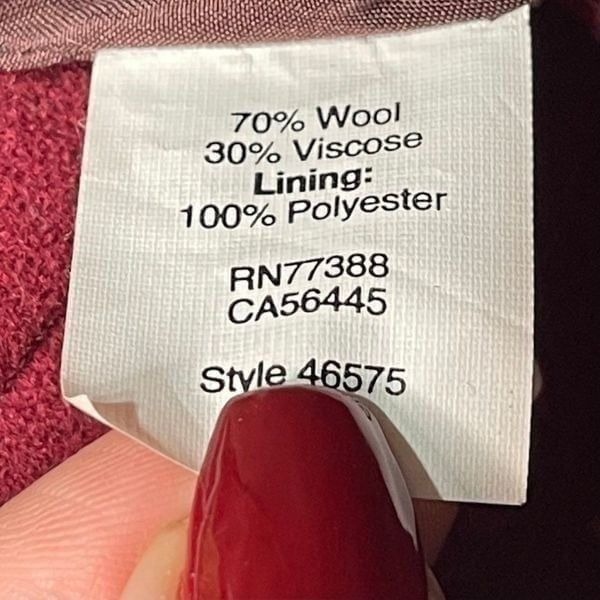 70% Wool
30% Viscose
Lining:
100% Polyester
RN77388
CA56445
Style 46575